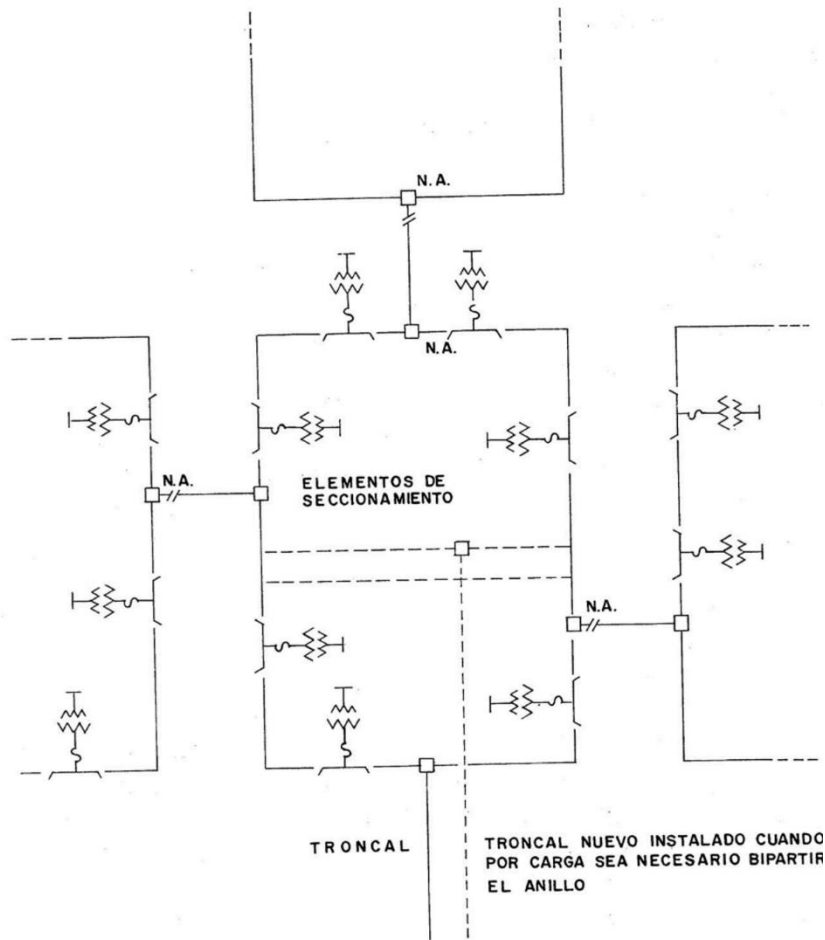 N.A.
N.A.
N.A.
ELEMENTOS DE
SECCIONAMIENTO
N.A.
TRONCAL
TRONCAL NUEVO INSTALADO CUANDO
POR CARGA SEA NECESARIO BIPARTIR
EL ANILLO